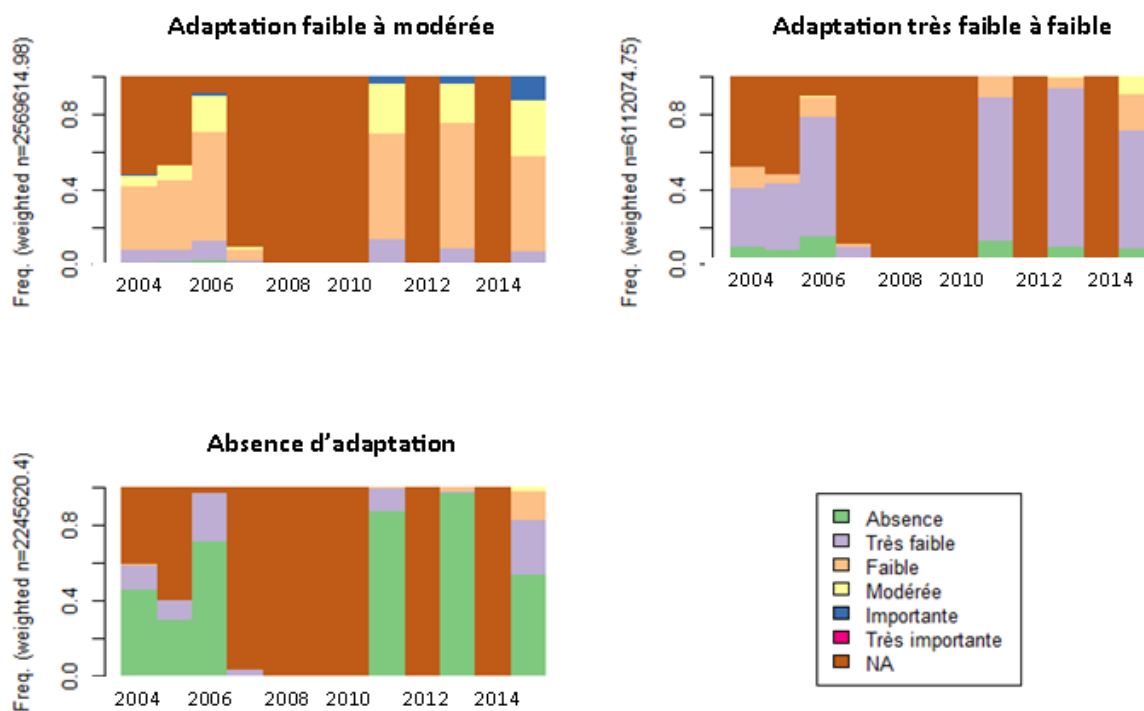 Adaptation faible à modérée
Freq. (weighted n=2569614.98)
0.8
0.4
0.0
2004 2006 2008 2010 2012 2014
Adaptation très faible à faible
Freq. (weighted n=6112074.75)
0.8
0.4
0.0
2004 2006 2008 2010 2012 2014
Absence d’adaptation
Freq. (weighted n=2245620.4)
0.8
0.4
0.0
2004 2006 2008 2010 2012 2014
Absence
Très faible
Faible
Modérée
Importante
Très importante
NA